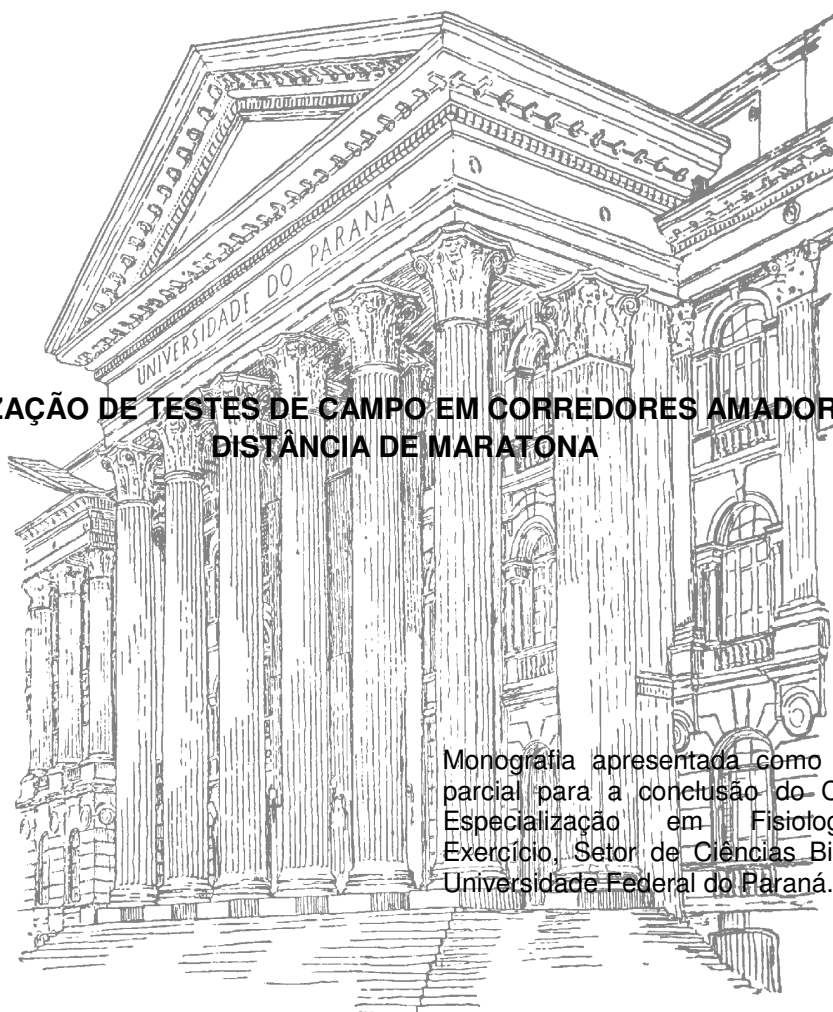 UNIVERSIDADE DO PARANÁ
ZAÇÃO DE TESTES DE CAMPO EM CORREDORES AMADOR
DISTÂNCIA DE MARATONA
Monografia apresentada como
parcial para a conclusão do C
Especialização em Fisiolog
Exercício, Setor de Ciências Bi
Universidade Federal do Paraná.